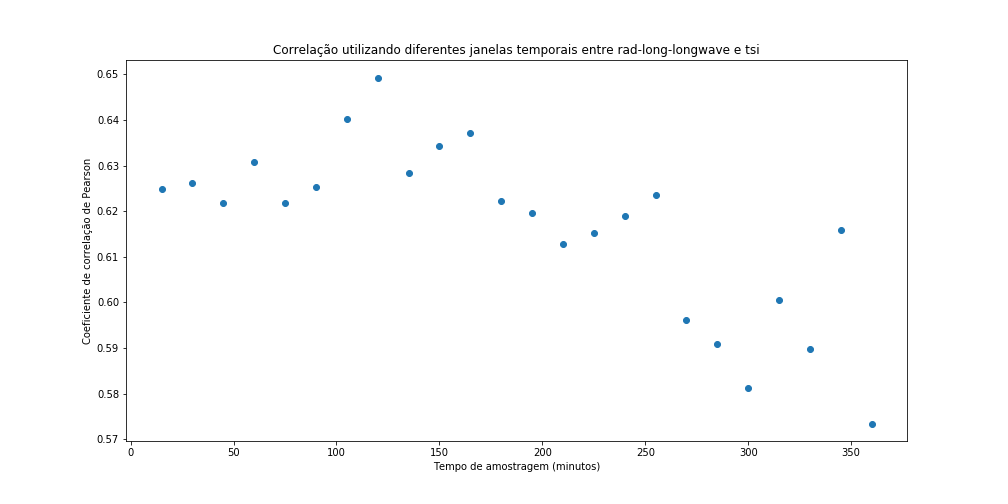 Correlação utilizando diferentes janelas temporais entre rad-long-longwave e tsi
Coeficiente de correlação de Pearson
0.65
0.64
0.63
0.62
0.61
0.60
0.59
0.58
0.57
0 50 100 150 200 250 300 350
Tempo de amostragem (minutos)